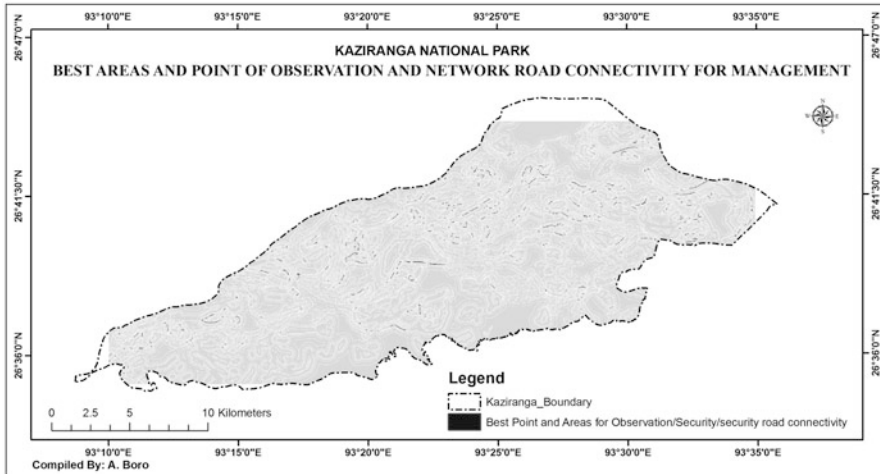 93°10'0"E 93°15'0"E 93°20'0"E 93°25'0"E 93°30'0"E 93°35'0"E
26°47'0"N 26°47'0"N
KAZIRANGA NATIONAL PARK
BEST AREAS AND POINT OF OBSERVATION AND NETWORK ROAD CONNECTIVITY FOR MANAGEMENT
N
W E
S
26°41'30"N 26°41'30"N
26°36'0"N 26°36'0"N
Legend
Kaziranga_Boundary
Best Point and Areas for Observation/Security/security road connectivity
0 2.5 5 10 Kilometers
93°10'0"E 93°15'0"E 93°20'0"E 93°25'0"E 93°30'0"E 93°35'0"E
Compiled By: A. Boro